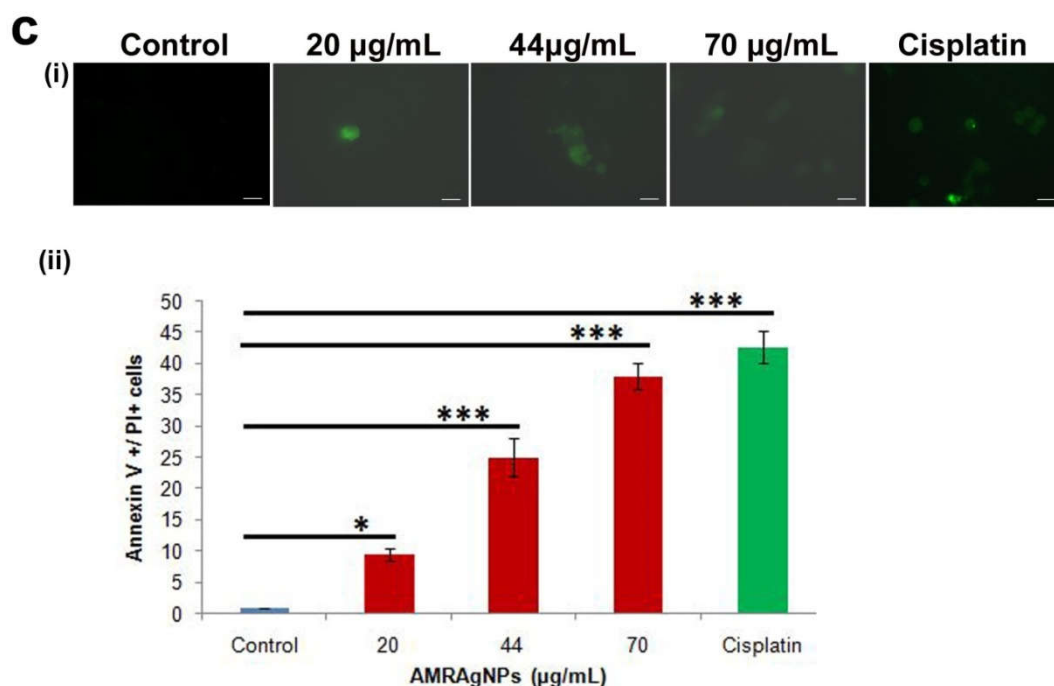 c
Control 20 µg/mL 44µg/mL 70 µg/mL Cisplatin
(i)
(ii)
50
45
40
35
30
25
20
15
10
5
0
Annexin V +/ PI+ cells
***
***
***
*
Control 20 44 70 Cisplatin
AMRAgNPs (µg/mL)